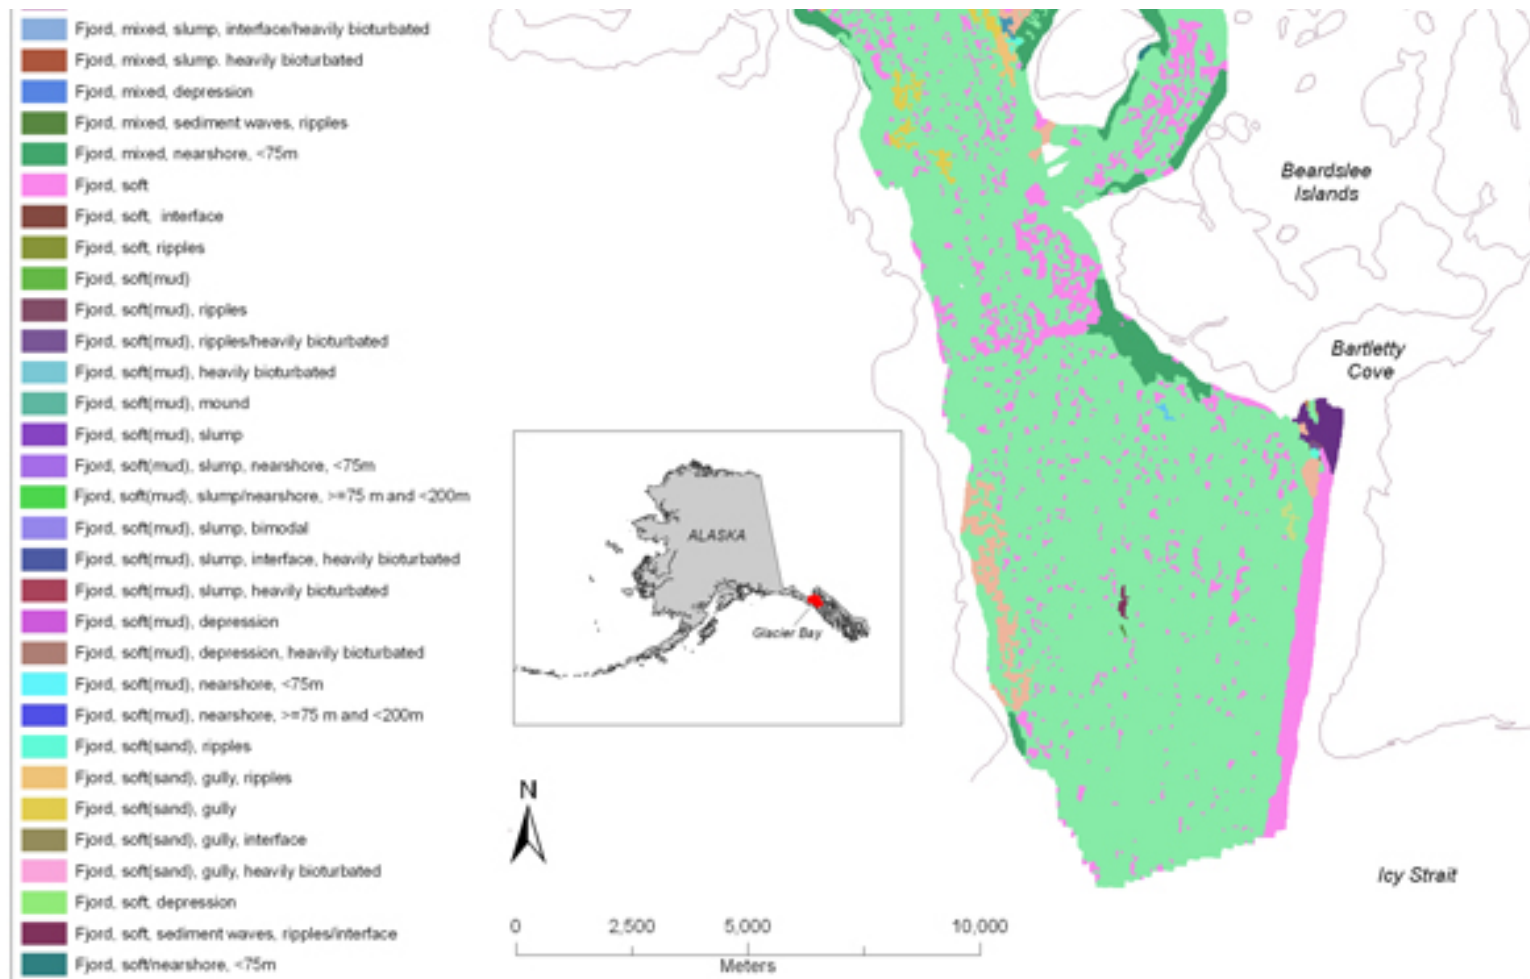 Fjord, mixed, slump, interface/heavily bioturbated
Fjord, mixed, slump. heavily bioturbated
Fjord, mixed, depression
Fjord, mixed, sediment waves, ripples
Fjord, mixed, nearshore, <75m
Fjord, soft
Fjord, soft, interface
Fjord, soft, ripples
Fjord, soft(mud)
Fjord, soft(mud), ripples
Fjord, soft(mud), ripples/heavily bioturbated
Fjord, soft(mud), heavily bioturbated
Fjord, soft(mud), mound
Fjord, soft(mud), slump
Fjord, soft(mud), slump, nearshore, <75m
Fjord, soft(mud), slump/nearshore, >=75 m and <200m
Fjord, soft(mud), slump, bimodal
Fjord, soft(mud), slump, interface, heavily bioturbated
Fjord, soft(mud), slump, heavily bioturbated
Fjord, soft(mud), depression
Fjord, soft(mud), depression, heavily bioturbated
Fjord, soft(mud), nearshore, <75m
Fjord, soft(mud), nearshore, >=75 m and <200m
Fjord, soft(sand), ripples
Fjord, soft(sand), gully, ripples
Fjord, soft(sand), gully
Fjord, soft(sand), gully, interface
Fjord, soft(sand), gully, heavily bioturbated
Fjord, soft, depression
Fjord, soft, sediment waves, ripples/interface
Fjord, soft/nearshore, <75m
Beardslee
Islands
Bartletty
Cove
ALASKA
Glacier Bay
N
Icy Strait
0 2,500 5,000 10,000
Meters